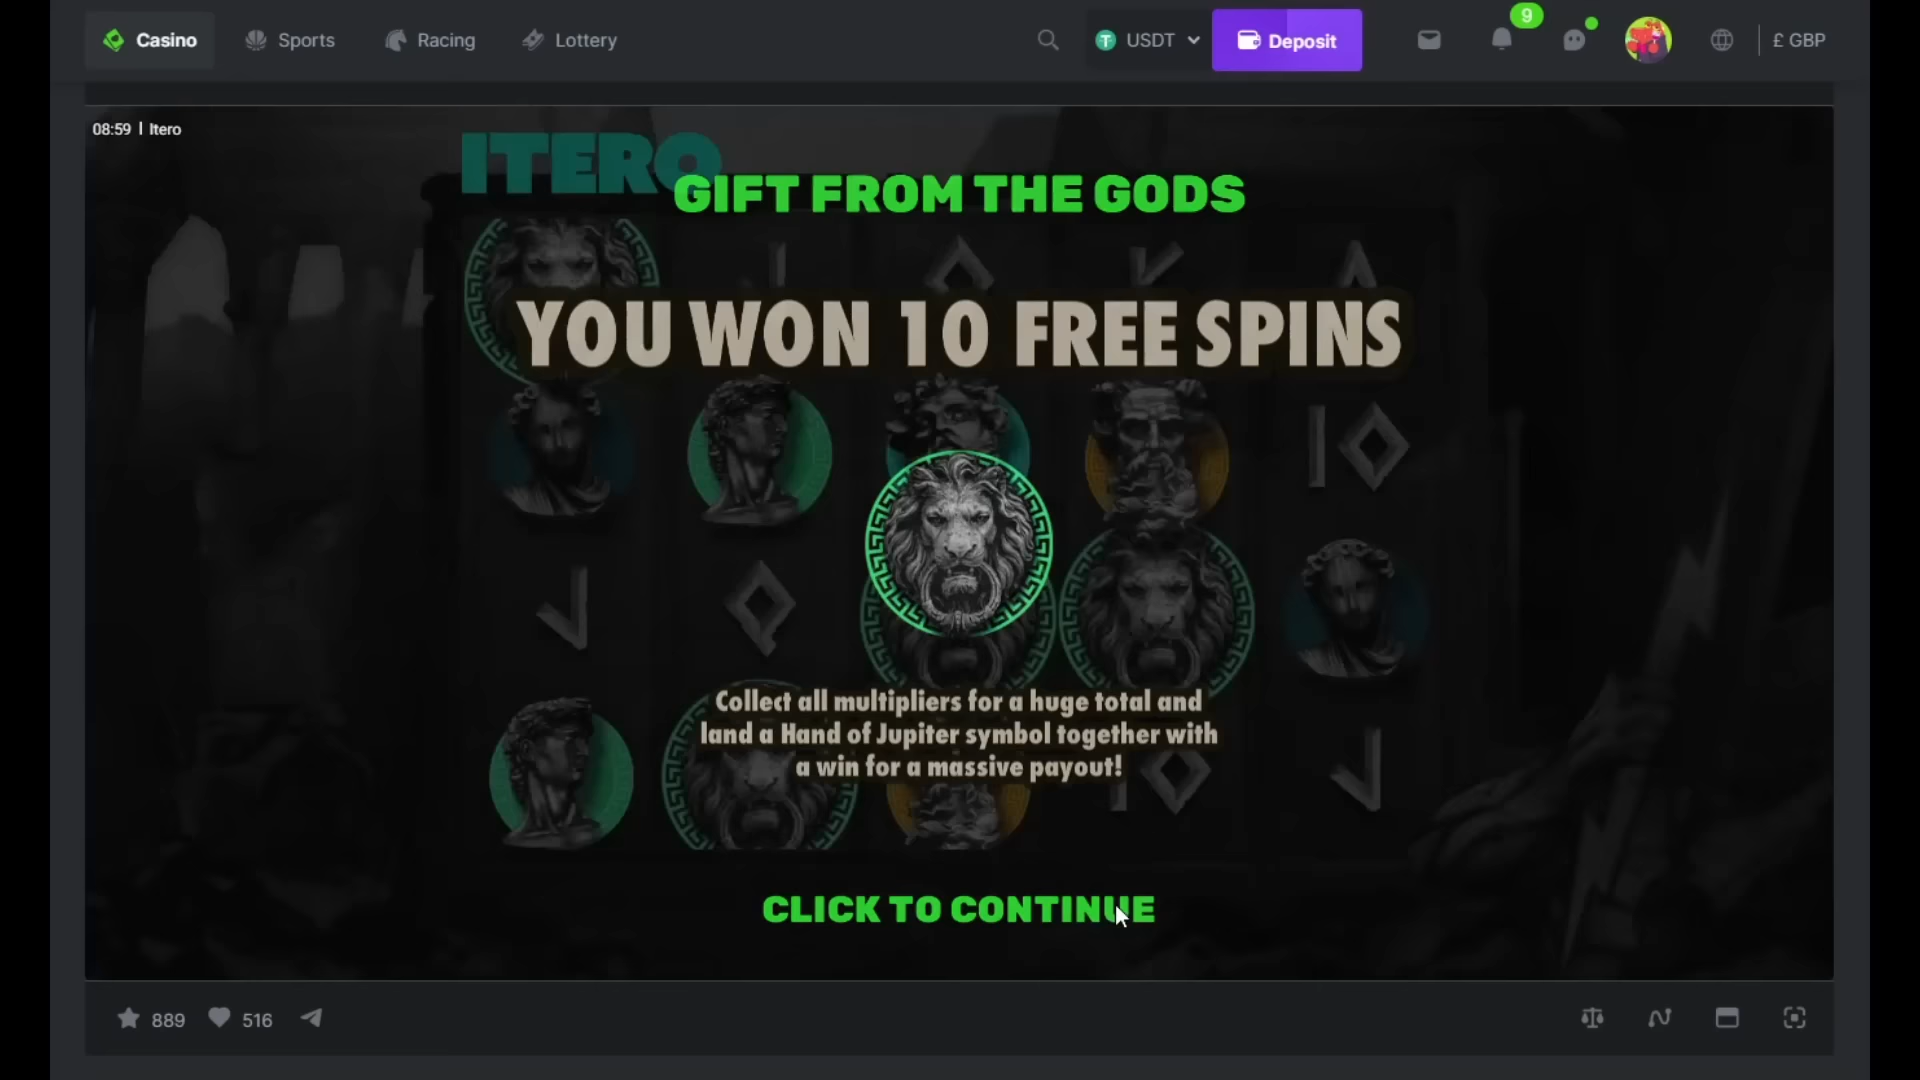 Casino
Sports
Racing
Lottery
USDT
Deposit
9
£ GBP
08:59 | Itero
ITERO
GIFT FROM THE GODS
YOU WON 10 FREE SPINS
10
J
Q
Collect all multipliers for a huge total and
land a Hand of Jupiter symbol together with
a win for a massive payout!
10
J
CLICK TO CONTINUE
889
516